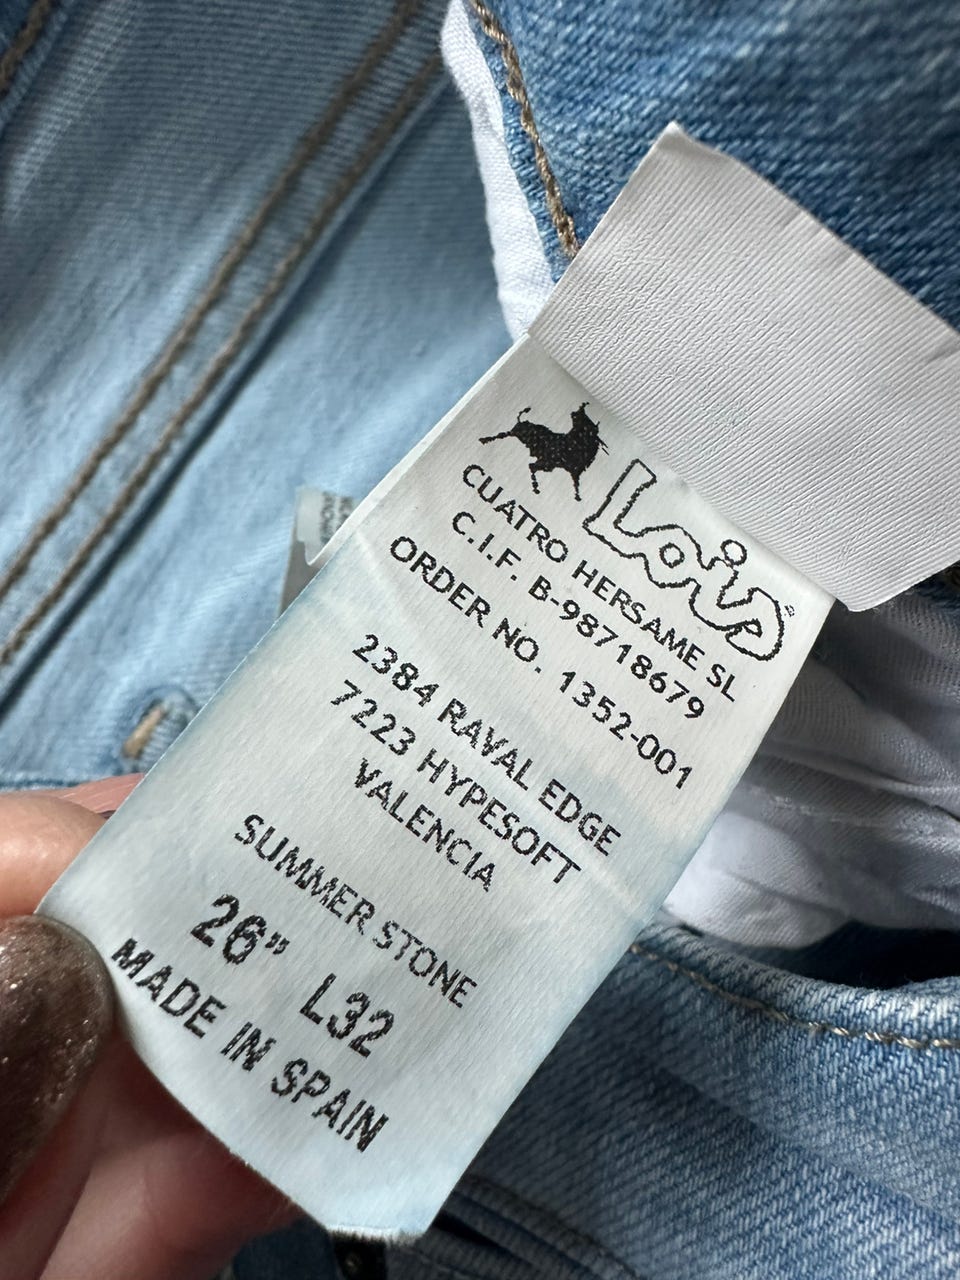 Lois
CUATRO HERSAME SL
C.I.F. B-98718679
ORDER NO. 1352-001
2384 RAVAL EDGE
7223 HYPESOFT
VALENCIA
SUMMER STONE
26” L32
MADE IN SPAIN